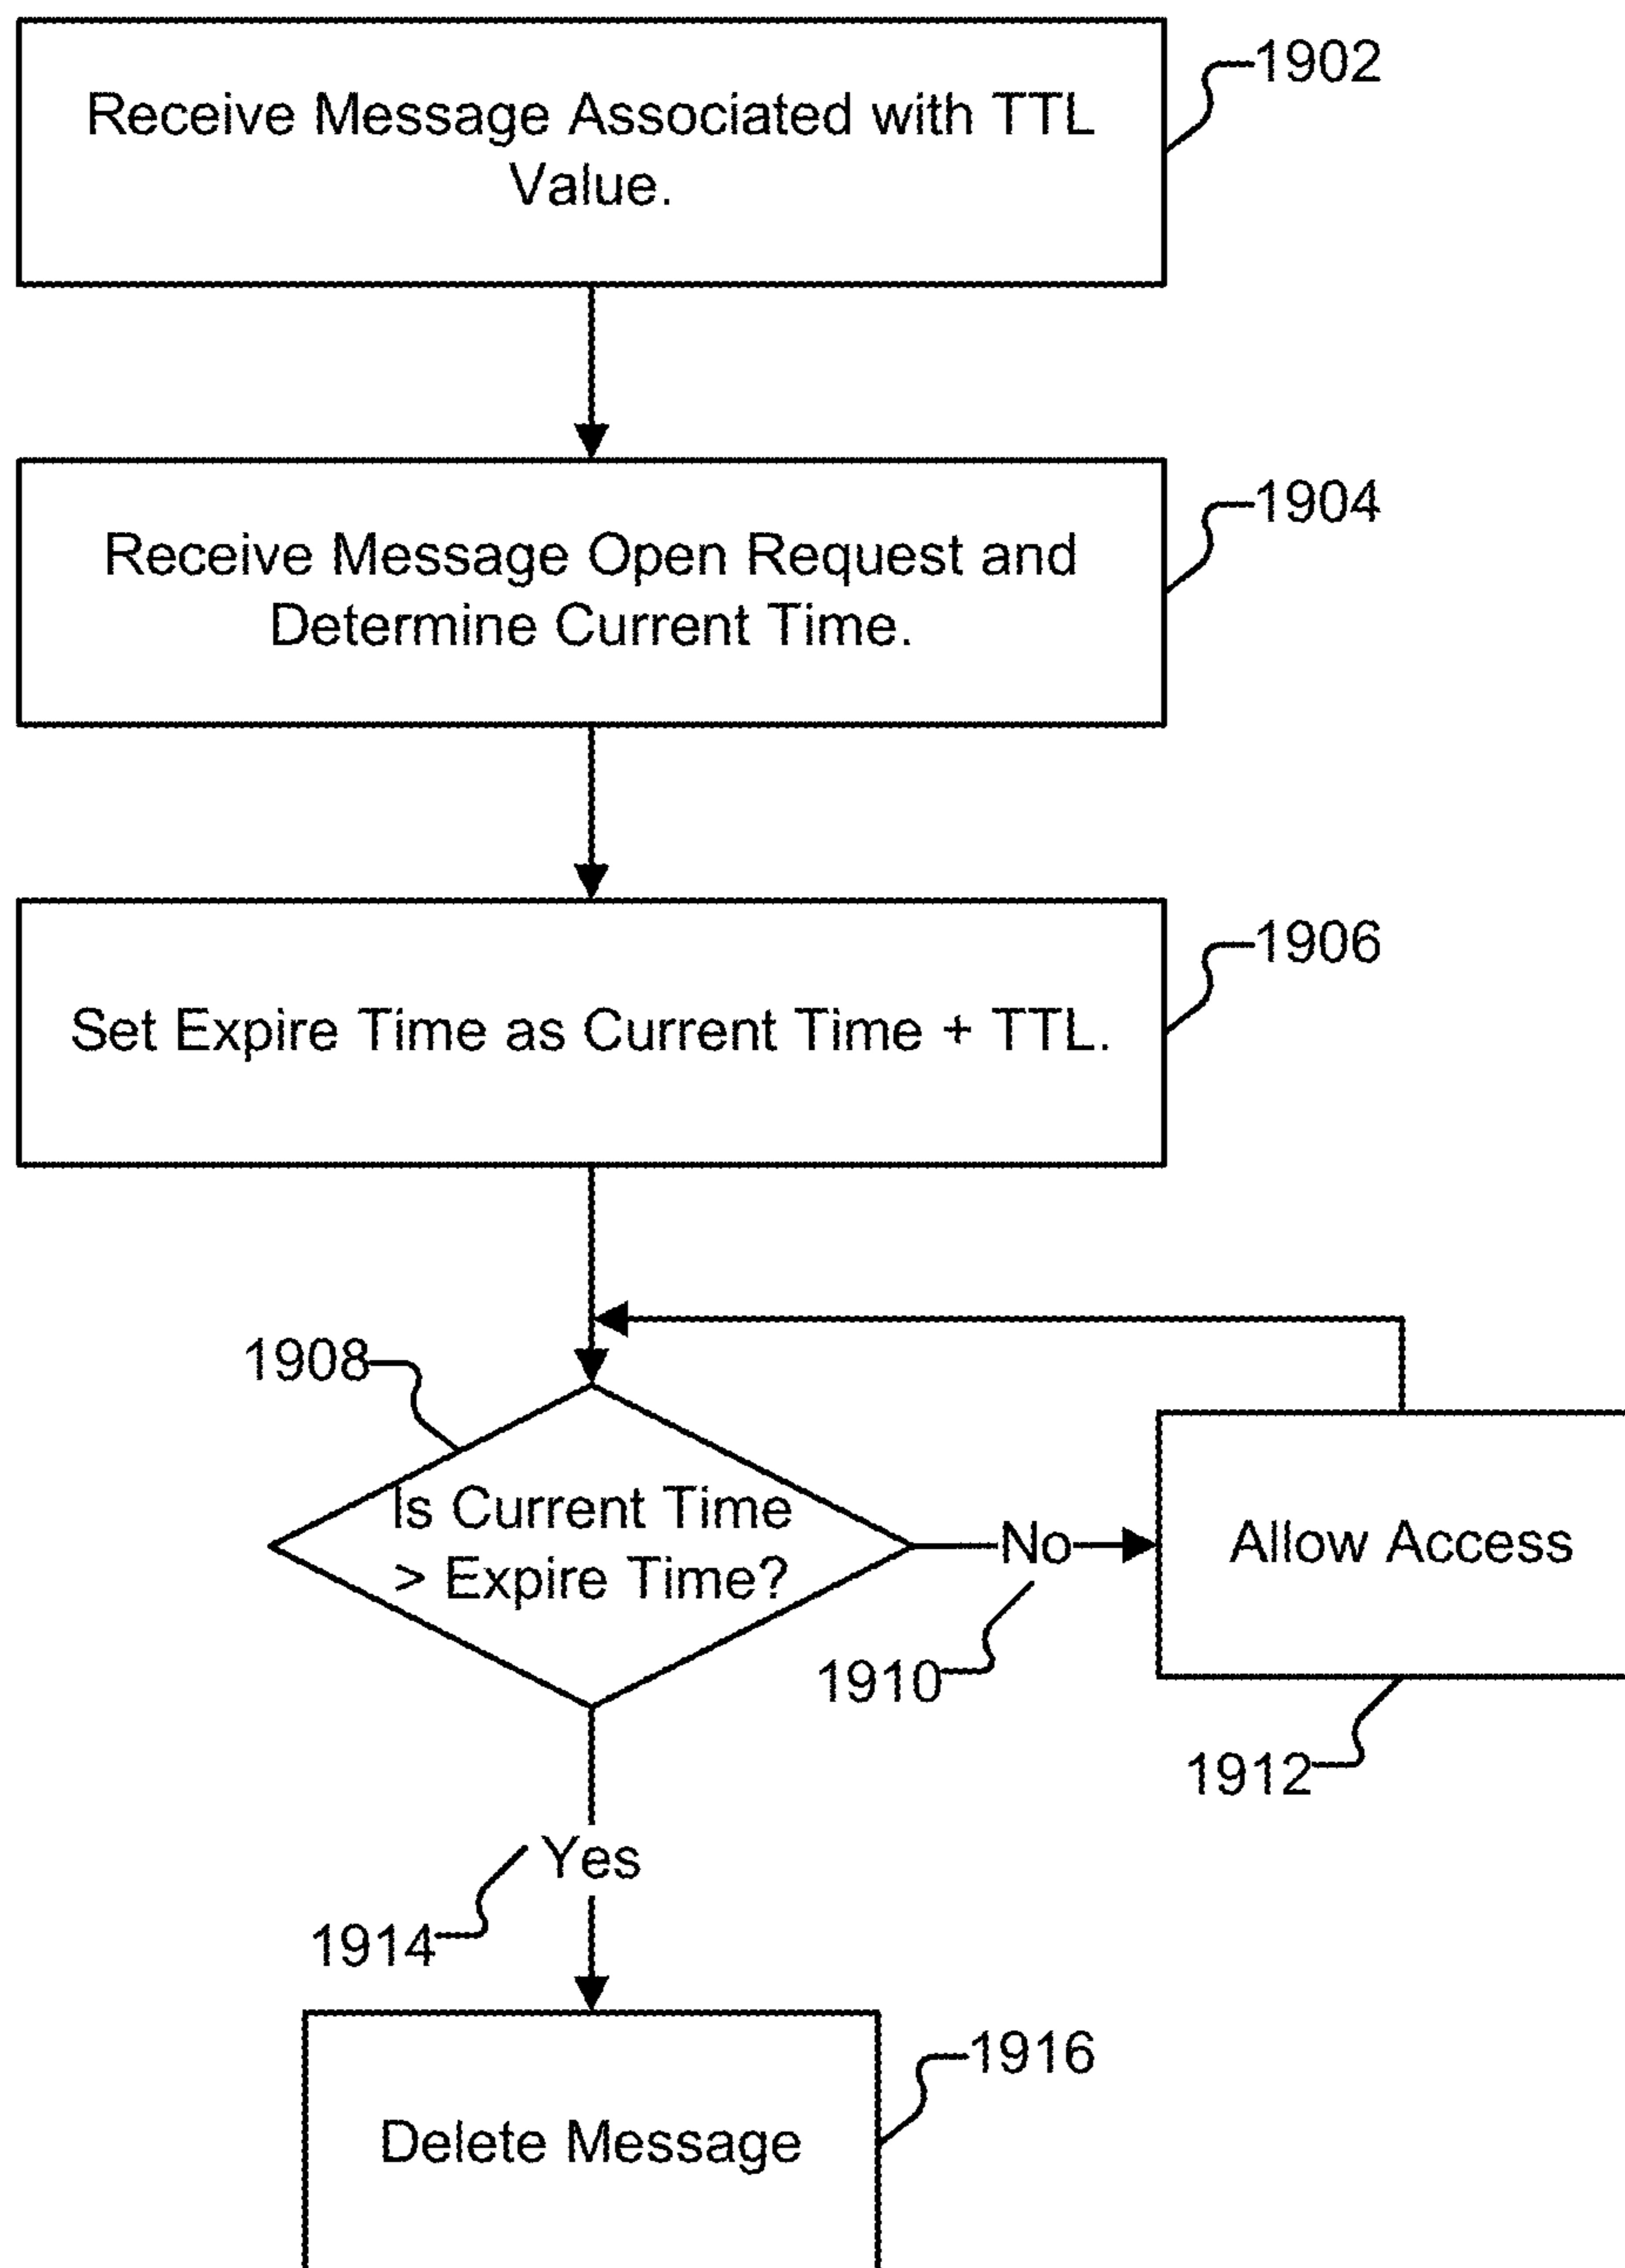 Receive Message Associated with TTL
Value.
1902
Receive Message Open Request and
Determine Current Time.
1904
Set Expire Time as Current Time + TTL.
1906
1908
Is Current Time
> Expire Time?
No
1910
Allow Access
1912
Yes
1914
Delete Message
1916